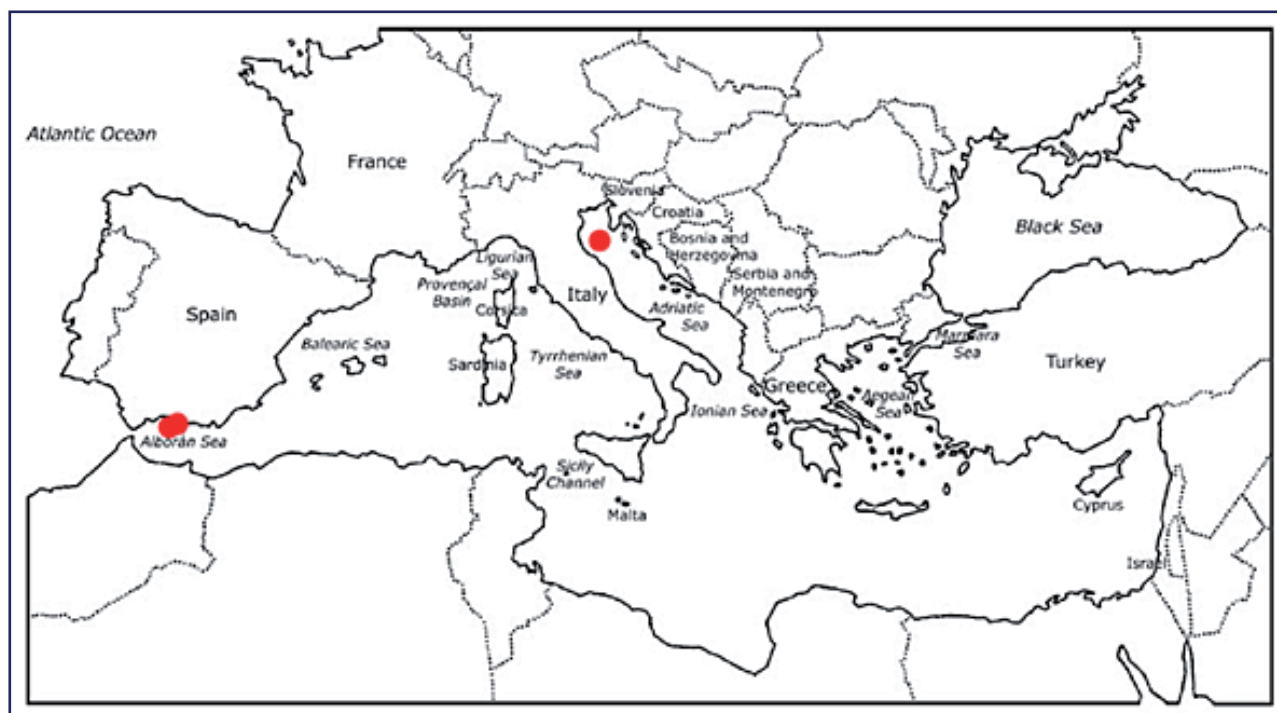 Atlantic Ocean
France
Slovenia
Croatia
Bosnia and
Herzegovina
Black Sea
Ligurian
Sea
Provençal
Basin
Corsica
Italy
Serbia and
Montenegro
Adriatic
Sea
Spain
Balearic Sea
Sardinia
Tyrrhenian
Sea
Marmara
Sea
Turkey
Greece
Aegean
Sea
Ionian Sea
Alborán Sea
Sicily
Channel
Malta
Cyprus
Israel